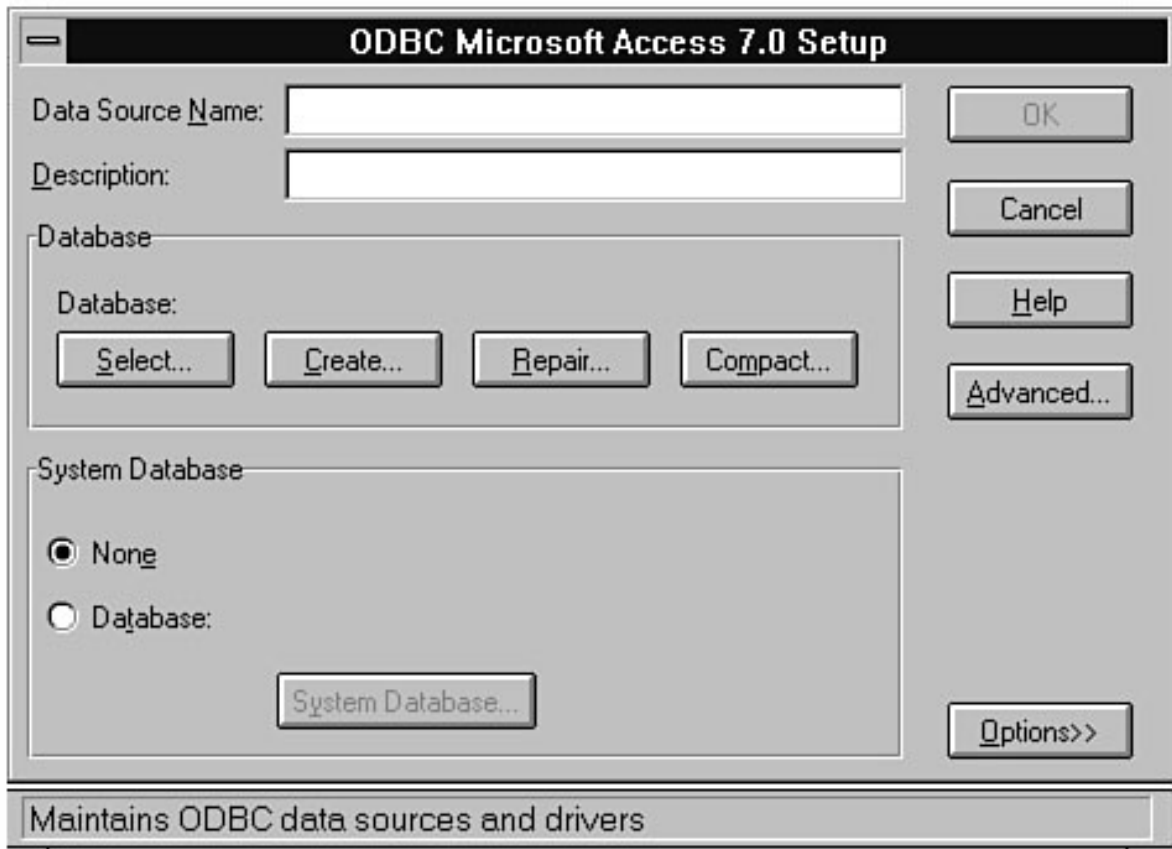 ODBC Microsoft Access 7.0 Setup
Data Source Name:
OK
Description:
Cancel
Database
Database:
Help
Select...
Create...
Repair...
Compact...
Advanced...
System Database
None
Database:
System Database...
Options>>
Maintains ODBC data sources and drivers